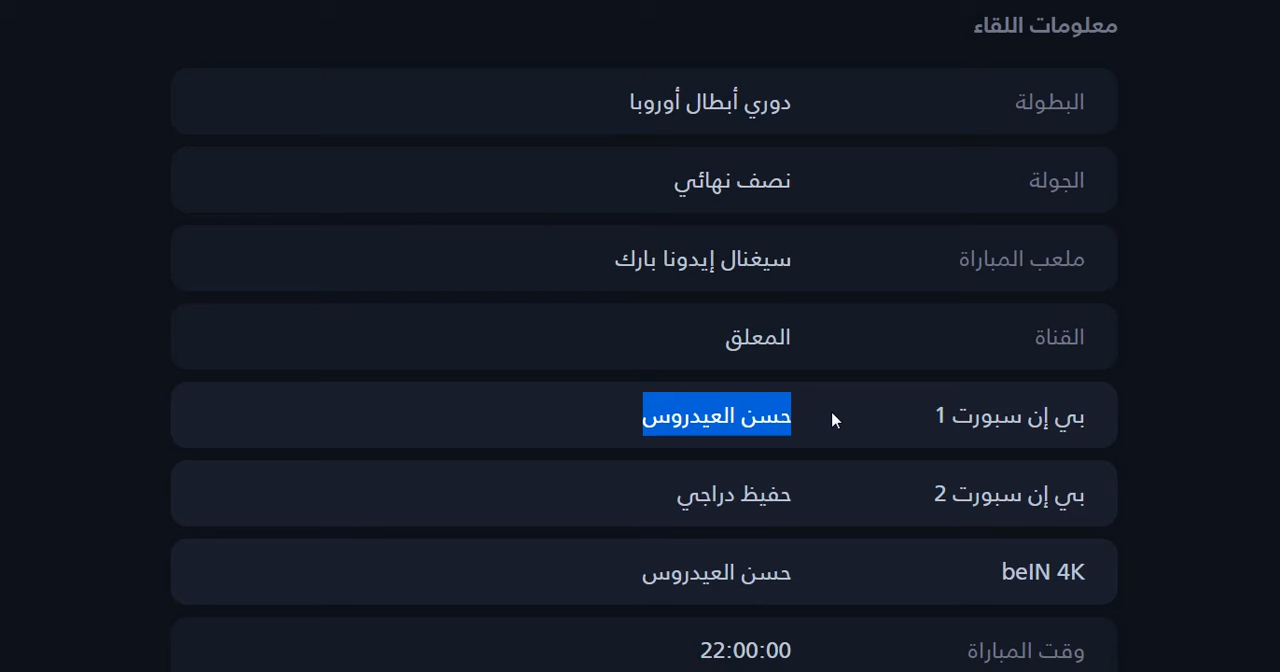 معلومات اللقاء
البطولة دوري أبطال أوروبا
الجولة نصف نهائي
ملعب المباراة سيغنال إيدونا بارك
القناة المعلق
بي إن سبورت 1 حسن العيدروس
بي إن سبورت 2 حفيظ دراجي
beIN 4K حسن العيدروس
وقت المباراة 22:00:00